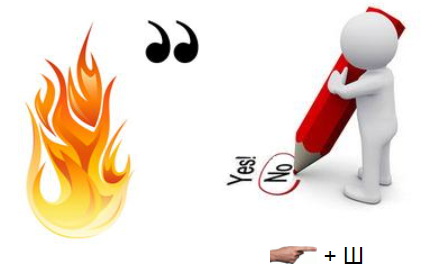 ,,
Yes!
No
+ Ш